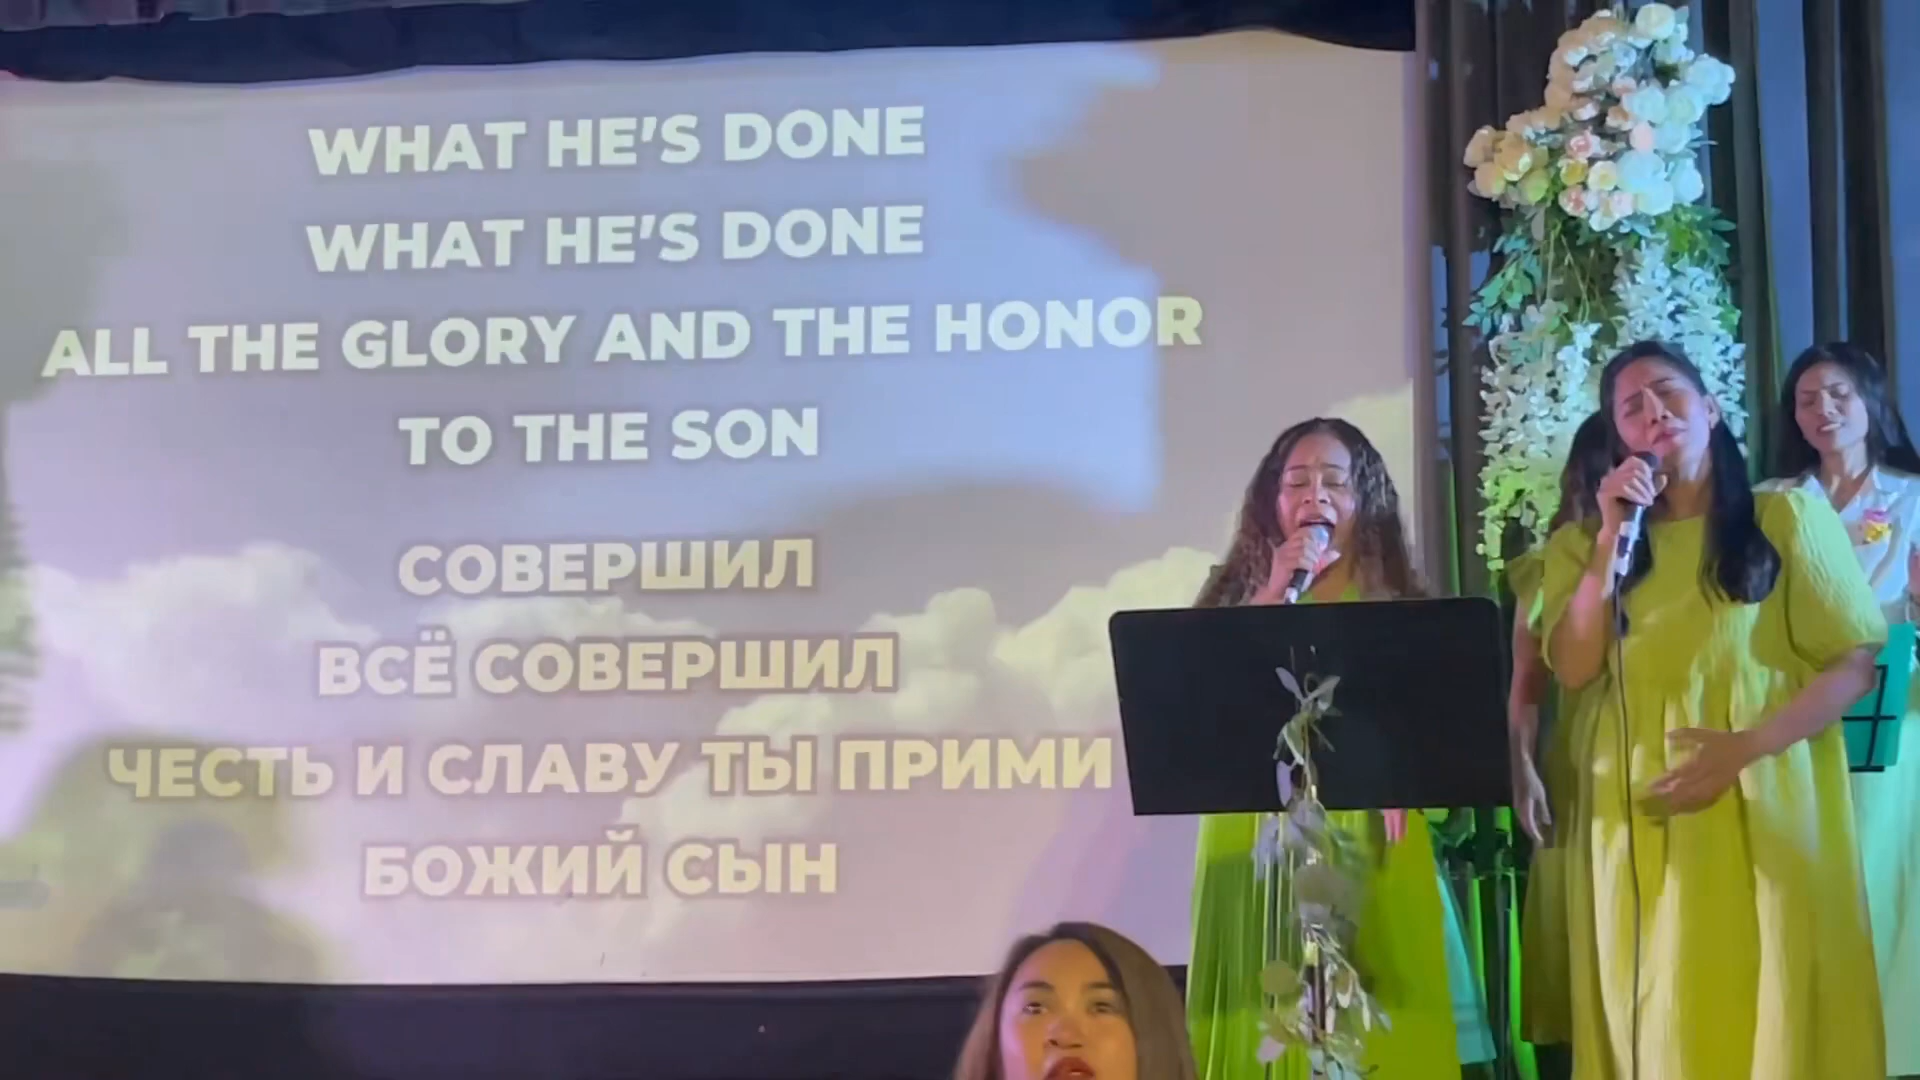 WHAT HE'S DONE
WHAT HE'S DONE
ALL THE GLORY AND THE HONOR
TO THE SON
СОВЕРШИЛ
ВСЁ СОВЕРШИЛ
ЧЕСТЬ И СЛАВУ ТЫ ПРИМИ
БОЖИЙ СЫН